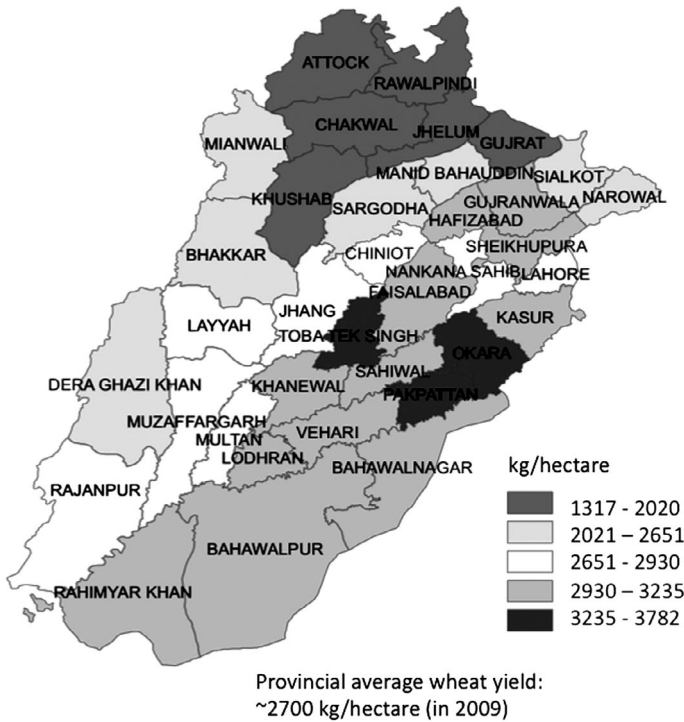 ATTOCK
RAWALPINDI
CHAKWAL
JHELUM
GUJRAT
MIANWALI
MANID BAHAUDDIN
SIALKOT
KHUSHAB
SARGODHA
GUJRANWALA
NAROWAL
HAFIZABAD
BHAKKAR
CHINIOT
SHEIKHUPURA
NANKANA SAHIB
LAHORE
FAISALABAD
JHANG
LAYYAH
KASUR
TOBA TEK SINGH
OKARA
SAHIWAL
DERA GHAZI KHAN
KHANEWAL
PAKPATTAN
MUZAFFARGARH
VEHARI
MULTAN
LODHRAN
BAHAWALNAGAR
RAJANPUR
BAHAWALPUR
RAHIMYAR KHAN
kg/hectare
1317 - 2020
2021 – 2651
2651 - 2930
2930 – 3235
3235 - 3782
Provincial average wheat yield:
~2700 kg/hectare (in 2009)